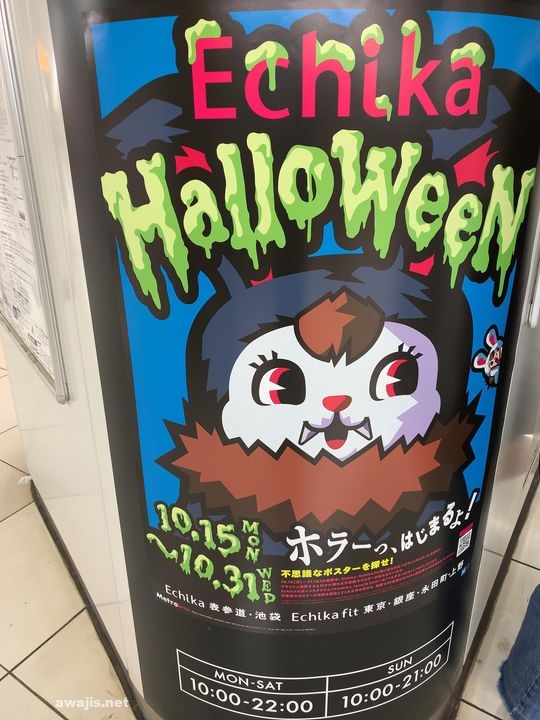 Echika
HalloweeN
10.15 MON
~10.31 WED
ホラーっ、はじまるよ!
不思議なポスターを探せ!
Echika 表参道・池袋 Echika fit 東京・銀座・永田町・上野
Metro
MON-SAT
10:00-22:00
SUN
10:00-21:00
awajis.net